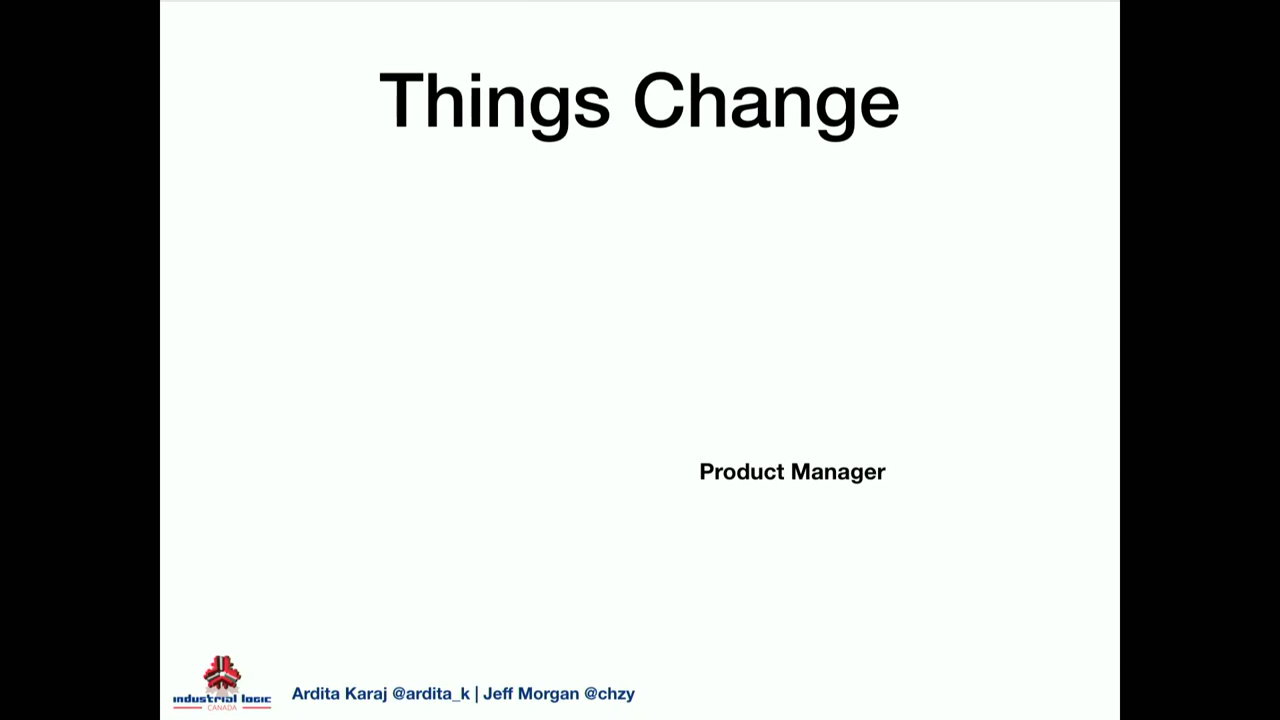 Things Change
Product Manager
industrial logic
CANADA
Ardita Karaj @ardita_k | Jeff Morgan @chzy